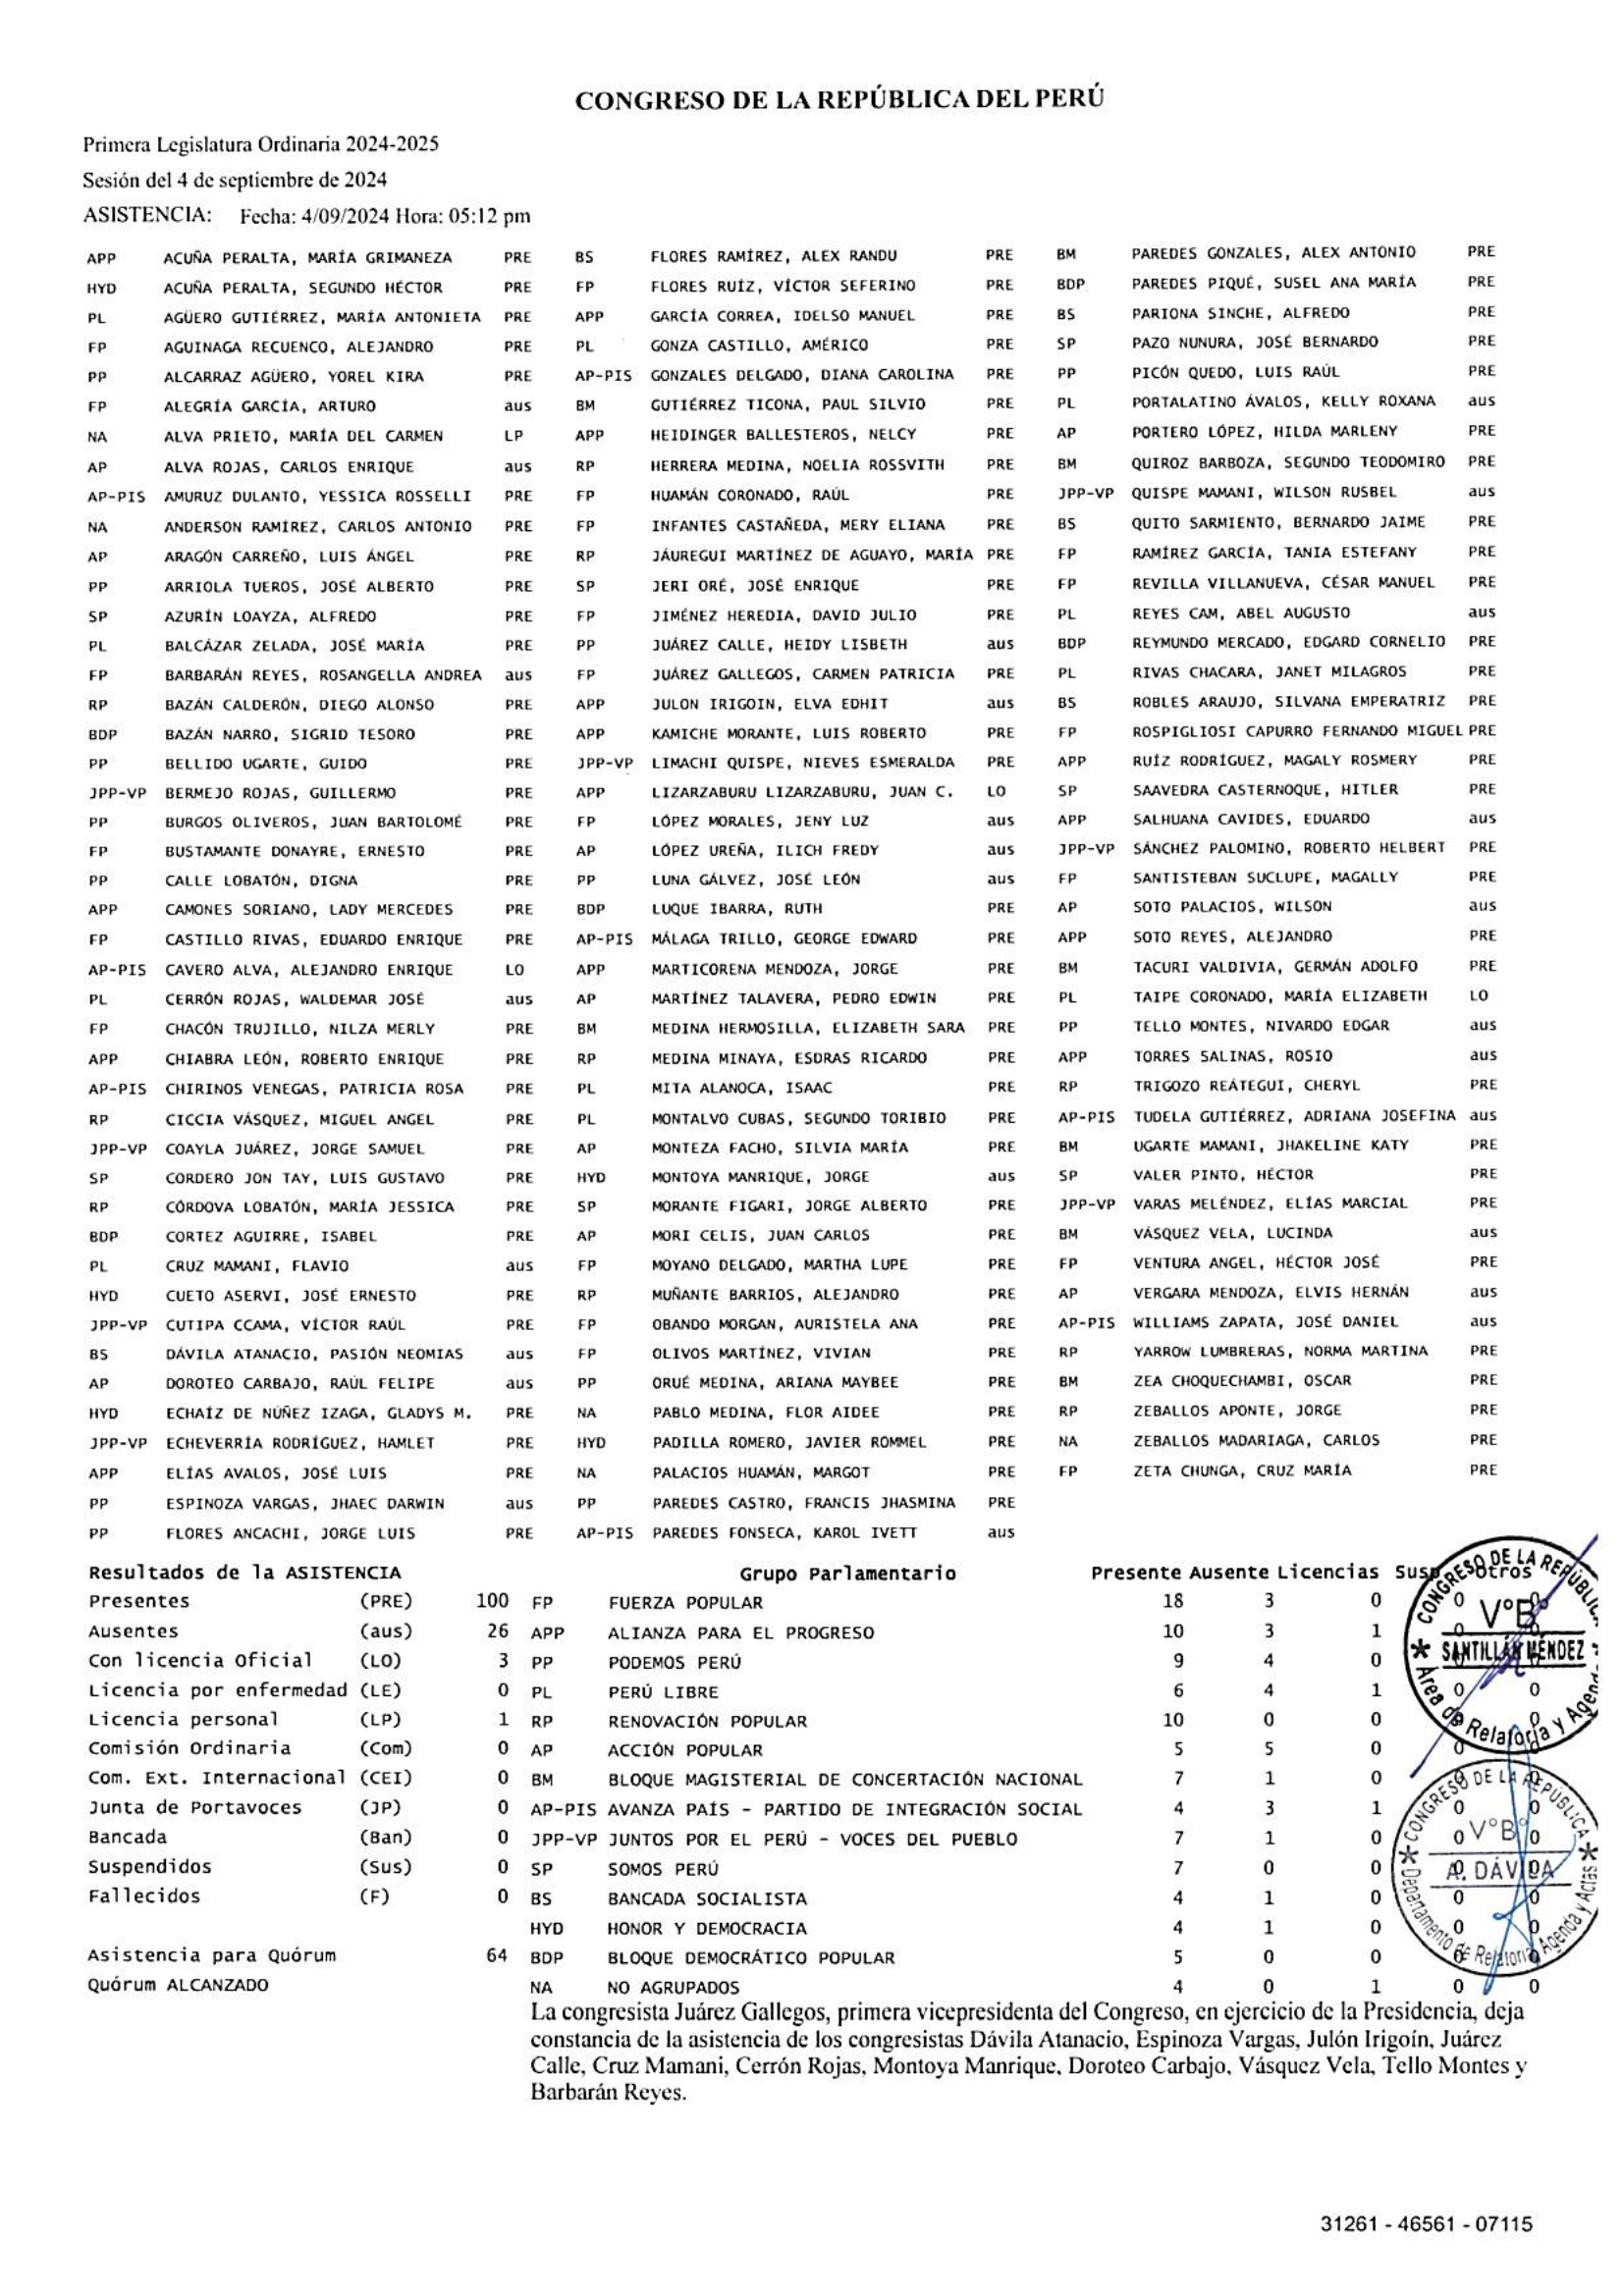 CONGRESO DE LA REPÚBLICA DEL PERÚ
Primera Legislatura Ordinaria 2024-2025
Sesión del 4 de septiembre de 2024
ASISTENCIA: Fecha: 4/09/2024 Hora: 05:12 pm
APP ACUÑA PERALTA, MARÍA GRIMANEZA PRE BS FLORES RAMÍREZ, ALEX RANDU PRE BM PAREDES GONZALES, ALEX ANTONIO PRE
HYD ACUÑA PERALTA, SEGUNDO HÉCTOR PRE FP FLORES RUÍZ, VÍCTOR SEFERINO PRE BDP PAREDES PIQUÉ, SUSEL ANA MARÍA PRE
PL AGÜERO GUTIÉRREZ, MARÍA ANTONIETA PRE APP GARCÍA CORREA, IDELSO MANUEL PRE BS PARIONA SINCHE, ALFREDO PRE
FP AGUINAGA RECUENCO, ALEJANDRO PRE PL GONZA CASTILLO, AMÉRICO PRE SP PAZO NUNURA, JOSÉ BERNARDO PRE
PP ALCARRAZ AGÜERO, YOREL KIRA PRE AP-PIS GONZALES DELGADO, DIANA CAROLINA PRE PP PICÓN QUEDO, LUIS RAÚL PRE
FP ALEGRÍA GARCÍA, ARTURO aus BM GUTIÉRREZ TICONA, PAUL SILVIO PRE PL PORTALATINO ÁVALOS, KELLY ROXANA aus
NA ALVA PRIETO, MARÍA DEL CARMEN LP APP HEIDINGER BALLESTEROS, NELCY PRE AP PORTERO LÓPEZ, HILDA MARLENY PRE
AP ALVA ROJAS, CARLOS ENRIQUE aus RP HERRERA MEDINA, NOELIA ROSSVITH PRE BM QUIROZ BARBOZA, SEGUNDO TEODOMIRO PRE
AP-PIS AMURUZ DULANTO, YESSICA ROSSELLI PRE FP HUAMÁN CORONADO, RAÚL PRE JPP-VP QUISPE MAMANI, WILSON RUSBEL aus
NA ANDERSON RAMÍREZ, CARLOS ANTONIO PRE FP INFANTES CASTAÑEDA, MERY ELIANA PRE BS QUITO SARMIENTO, BERNARDO JAIME PRE
AP ARAGÓN CARREÑO, LUIS ÁNGEL PRE RP JÁUREGUI MARTÍNEZ DE AGUAYO, MARÍA PRE FP RAMÍREZ GARCÍA, TANIA ESTEFANY PRE
PP ARRIOLA TUEROS, JOSÉ ALBERTO PRE SP JERI ORÉ, JOSÉ ENRIQUE PRE FP REVILLA VILLANUEVA, CÉSAR MANUEL PRE
SP AZURÍN LOAYZA, ALFREDO PRE FP JIMÉNEZ HEREDIA, DAVID JULIO PRE PL REYES CAM, ABEL AUGUSTO aus
PL BALCÁZAR ZELADA, JOSÉ MARÍA PRE PP JUÁREZ CALLE, HEIDY LISBETH aus BDP REYMUNDO MERCADO, EDGARD CORNELIO PRE
FP BARBARÁN REYES, ROSANGELLA ANDREA aus FP JUÁREZ GALLEGOS, CARMEN PATRICIA PRE PL RIVAS CHACARA, JANET MILAGROS PRE
RP BAZÁN CALDERÓN, DIEGO ALONSO PRE APP JULON IRIGOIN, ELVA EDHIT aus BS ROBLES ARAUJO, SILVANA EMPERATRIZ PRE
BDP BAZÁN NARRO, SIGRID TESORO PRE APP KAMICHE MORANTE, LUIS ROBERTO PRE FP ROSPIGLIOSI CAPURRO FERNANDO MIGUEL PRE
PP BELLIDO UGARTE, GUIDO PRE JPP-VP LIMACHI QUISPE, NIEVES ESMERALDA PRE APP RUÍZ RODRÍGUEZ, MAGALY ROSMERY PRE
JPP-VP BERMEJO ROJAS, GUILLERMO PRE APP LIZARZABURU LIZARZABURU, JUAN C. LO SP SAAVEDRA CASTERNOQUE, HITLER PRE
PP BURGOS OLIVEROS, JUAN BARTOLOMÉ PRE FP LÓPEZ MORALES, JENY LUZ aus APP SALHUANA CAVIDES, EDUARDO aus
FP BUSTAMANTE DONAYRE, ERNESTO PRE AP LÓPEZ UREÑA, ILICH FREDY aus JPP-VP SÁNCHEZ PALOMINO, ROBERTO HELBERT PRE
PP CALLE LOBATÓN, DIGNA PRE PP LUNA GÁLVEZ, JOSÉ LEÓN aus FP SANTISTEBAN SUCLUPE, MAGALLY PRE
APP CAMONES SORIANO, LADY MERCEDES PRE BDP LUQUE IBARRA, RUTH PRE AP SOTO PALACIOS, WILSON aus
FP CASTILLO RIVAS, EDUARDO ENRIQUE PRE AP-PIS MÁLAGA TRILLO, GEORGE EDWARD PRE APP SOTO REYES, ALEJANDRO PRE
AP-PIS CAVERO ALVA, ALEJANDRO ENRIQUE LO APP MARTICORENA MENDOZA, JORGE PRE BM TACURI VALDIVIA, GERMÁN ADOLFO PRE
PL CERRÓN ROJAS, WALDEMAR JOSÉ aus AP MARTÍNEZ TALAVERA, PEDRO EDWIN PRE PL TAIPE CORONADO, MARÍA ELIZABETH LO
FP CHACÓN TRUJILLO, NILZA MERLY PRE BM MEDINA HERMOSILLA, ELIZABETH SARA PRE PP TELLO MONTES, NIVARDO EDGAR aus
APP CHIABRA LEÓN, ROBERTO ENRIQUE PRE RP MEDINA MINAYA, ESDRAS RICARDO PRE APP TORRES SALINAS, ROSIO aus
AP-PIS CHIRINOS VENEGAS, PATRICIA ROSA PRE PL MITA ALANOCA, ISAAC PRE RP TRIGOZO REÁTEGUI, CHERYL PRE
RP CICCIA VÁSQUEZ, MIGUEL ANGEL PRE PL MONTALVO CUBAS, SEGUNDO TORIBIO PRE AP-PIS TUDELA GUTIÉRREZ, ADRIANA JOSEFINA aus
JPP-VP COAYLA JUÁREZ, JORGE SAMUEL PRE AP MONTEZA FACHO, SILVIA MARÍA PRE BM UGARTE MAMANI, JHAKELINE KATY PRE
SP CORDERO JON TAY, LUIS GUSTAVO PRE HYD MONTOYA MANRIQUE, JORGE aus SP VALER PINTO, HÉCTOR PRE
RP CÓRDOVA LOBATÓN, MARÍA JESSICA PRE SP MORANTE FIGARI, JORGE ALBERTO PRE JPP-VP VARAS MELÉNDEZ, ELÍAS MARCIAL PRE
BDP CORTEZ AGUIRRE, ISABEL PRE AP MORI CELIS, JUAN CARLOS PRE BM VÁSQUEZ VELA, LUCINDA aus
PL CRUZ MAMANI, FLAVIO aus FP MOYANO DELGADO, MARTHA LUPE PRE FP VENTURA ANGEL, HÉCTOR JOSÉ PRE
HYD CUETO ASERVI, JOSÉ ERNESTO PRE RP MUÑANTE BARRIOS, ALEJANDRO PRE AP VERGARA MENDOZA, ELVIS HERNÁN aus
JPP-VP CUTIPA CCAMA, VÍCTOR RAÚL PRE FP OBANDO MORGAN, AURISTELA ANA PRE AP-PIS WILLIAMS ZAPATA, JOSÉ DANIEL aus
BS DÁVILA ATANACIO, PASIÓN NEOMIAS aus FP OLIVOS MARTÍNEZ, VIVIAN PRE RP YARROW LUMBRERAS, NORMA MARTINA PRE
AP DOROTEO CARBAJO, RAÚL FELIPE aus PP ORUÉ MEDINA, ARIANA MAYBEE PRE BM ZEA CHOQUECHAMBI, OSCAR PRE
HYD ECHAÍZ DE NÚÑEZ IZAGA, GLADYS M. PRE NA PABLO MEDINA, FLOR AIDEE PRE RP ZEBALLOS APONTE, JORGE PRE
JPP-VP ECHEVERRÍA RODRÍGUEZ, HAMLET PRE HYD PADILLA ROMERO, JAVIER ROMMEL PRE NA ZEBALLOS MADARIAGA, CARLOS PRE
APP ELÍAS AVALOS, JOSÉ LUIS PRE NA PALACIOS HUAMÁN, MARGOT PRE FP ZETA CHUNGA, CRUZ MARÍA PRE
PP ESPINOZA VARGAS, JHAEC DARWIN aus PP PAREDES CASTRO, FRANCIS JHASMINA PRE
PP FLORES ANCACHI, JORGE LUIS PRE AP-PIS PAREDES FONSECA, KAROL IVETT aus
Resultados de la ASISTENCIA Grupo Parlamentario Presente Ausente Licencias Susp Otros
Presentes (PRE) 100 FP FUERZA POPULAR 18 3 0 0 0
Ausentes (aus) 26 APP ALIANZA PARA EL PROGRESO 10 3 1 0 0
Con licencia Oficial (LO) 3 PP PODEMOS PERÚ 9 4 0 0 0
Licencia por enfermedad (LE) 0 PL PERÚ LIBRE 6 4 1 0 0
Licencia personal (LP) 1 RP RENOVACIÓN POPULAR 10 0 0 0 0
Comisión Ordinaria (Com) 0 AP ACCIÓN POPULAR 5 5 0 0 0
Com. Ext. Internacional (CEI) 0 BM BLOQUE MAGISTERIAL DE CONCERTACIÓN NACIONAL 7 1 0 0 0
Junta de Portavoces (JP) 0 AP-PIS AVANZA PAÍS - PARTIDO DE INTEGRACIÓN SOCIAL 4 3 1 0 0
Bancada (Ban) 0 JPP-VP JUNTOS POR EL PERÚ - VOCES DEL PUEBLO 7 1 0 0 0
Suspendidos (Sus) 0 SP SOMOS PERÚ 7 0 0 0 0
Fallecidos (F) 0 BS BANCADA SOCIALISTA 4 1 0 0 0
HYD HONOR Y DEMOCRACIA 4 1 0 0 0
Asistencia para Quórum 64 BDP BLOQUE DEMOCRÁTICO POPULAR 5 0 0 0 0
Quórum ALCANZADO NA NO AGRUPADOS 4 0 1 0 0
CONGRESO DE LA REPÚBLICA
V°B°
SANTILLÁN MÉNDEZ
Área de Relatoría y Agenda
CONGRESO DE LA REPÚBLICA
V°B°
A. DÁVILA
Departamento de Relatoría Agenda y Actas
La congresista Juárez Gallegos, primera vicepresidenta del Congreso, en ejercicio de la Presidencia, deja
constancia de la asistencia de los congresistas Dávila Atanacio, Espinoza Vargas, Julón Irigoín, Juárez
Calle, Cruz Mamani, Cerrón Rojas, Montoya Manrique, Doroteo Carbajo, Vásquez Vela, Tello Montes y
Barbarán Reyes.
31261 - 46561 - 07115